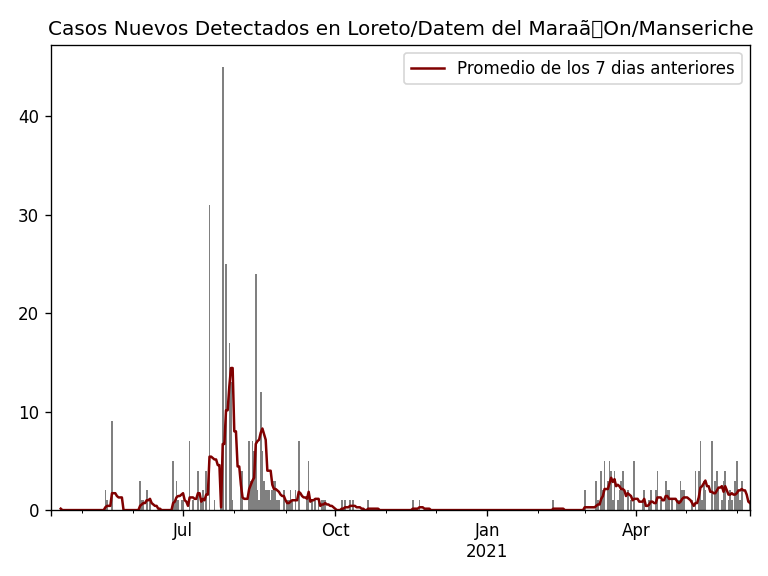 Casos Nuevos Detectados en Loreto/Datem del Maraã▯On/Manseriche
Promedio de los 7 dias anteriores
40
30
20
10
0
Jul
Oct
Jan
Apr
2021